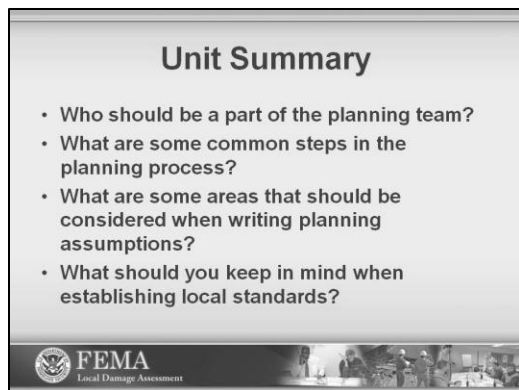 Unit Summary
• Who should be a part of the planning team?
• What are some common steps in the
planning process?
• What are some areas that should be
considered when writing planning
assumptions?
• What should you keep in mind when
establishing local standards?
FEMA
Local Damage Assessment